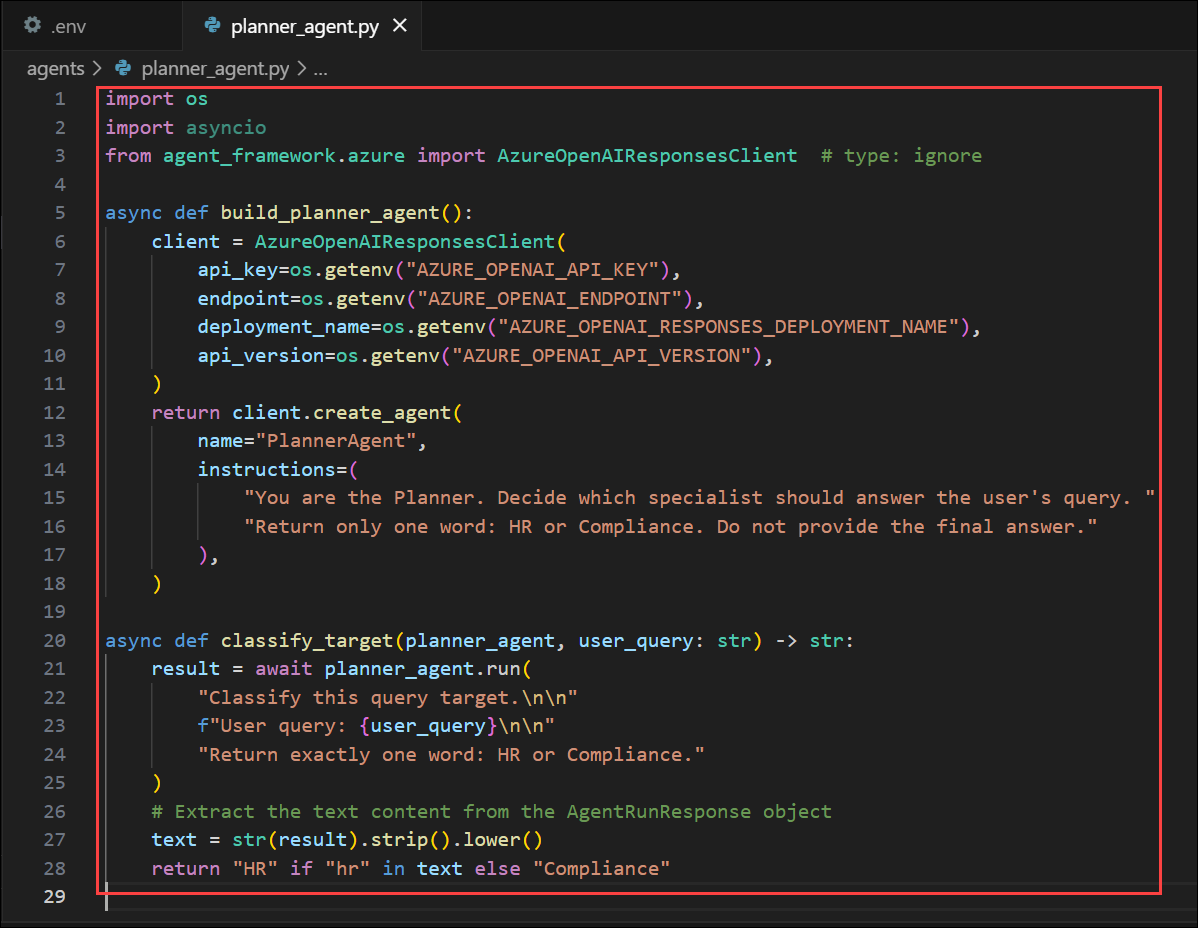 .env
planner_agent.py
agents > planner_agent.py > ...
1 import os
2 import asyncio
3 from agent_framework.azure import AzureOpenAIResponsesClient  # type: ignore
4
5 async def build_planner_agent():
6     client = AzureOpenAIResponsesClient(
7         api_key=os.getenv("AZURE_OPENAI_API_KEY"),
8         endpoint=os.getenv("AZURE_OPENAI_ENDPOINT"),
9         deployment_name=os.getenv("AZURE_OPENAI_RESPONSES_DEPLOYMENT_NAME"),
10         api_version=os.getenv("AZURE_OPENAI_API_VERSION"),
11     )
12     return client.create_agent(
13         name="PlannerAgent",
14         instructions=(
15             "You are the Planner. Decide which specialist should answer the user's query. "
16             "Return only one word: HR or Compliance. Do not provide the final answer."
17         ),
18     )
19
20 async def classify_target(planner_agent, user_query: str) -> str:
21     result = await planner_agent.run(
22         "Classify this query target.\n\n"
23         f"User query: {user_query}\n\n"
24         "Return exactly one word: HR or Compliance."
25     )
26     # Extract the text content from the AgentRunResponse object
27     text = str(result).strip().lower()
28     return "HR" if "hr" in text else "Compliance"
29